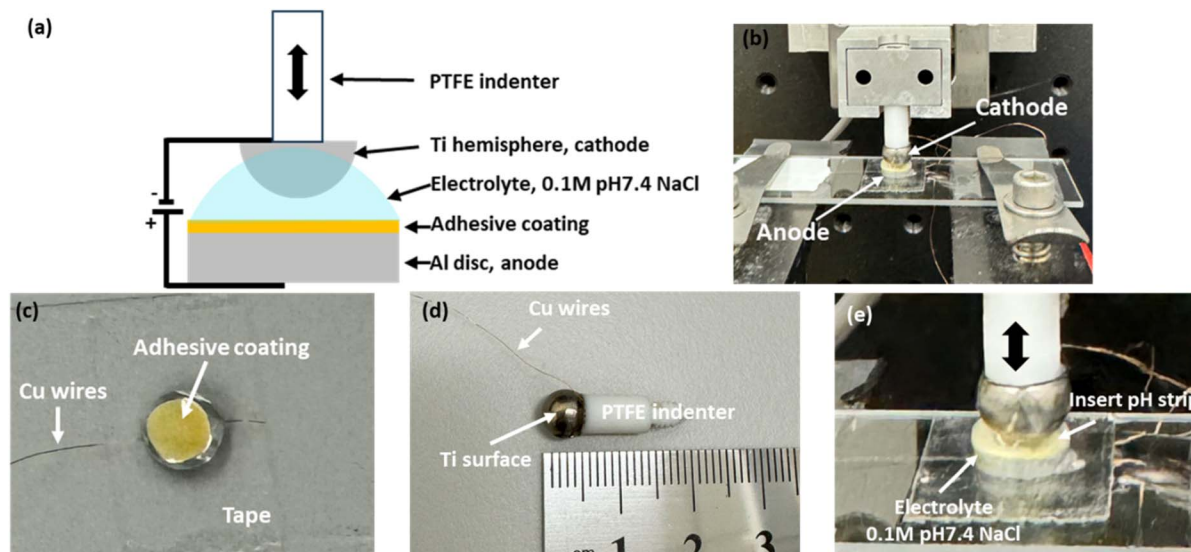 (a)
PTFE indenter
Ti hemisphere, cathode
Electrolyte, 0.1M pH7.4 NaCl
Adhesive coating
Al disc, anode
-
+
(b)
Cathode
Anode
(c)
Adhesive coating
Cu wires
Tape
(d)
Cu wires
PTFE indenter
Ti surface
cm 1 2 3
(e)
Insert pH strip
Electrolyte
0.1M pH7.4 NaCl